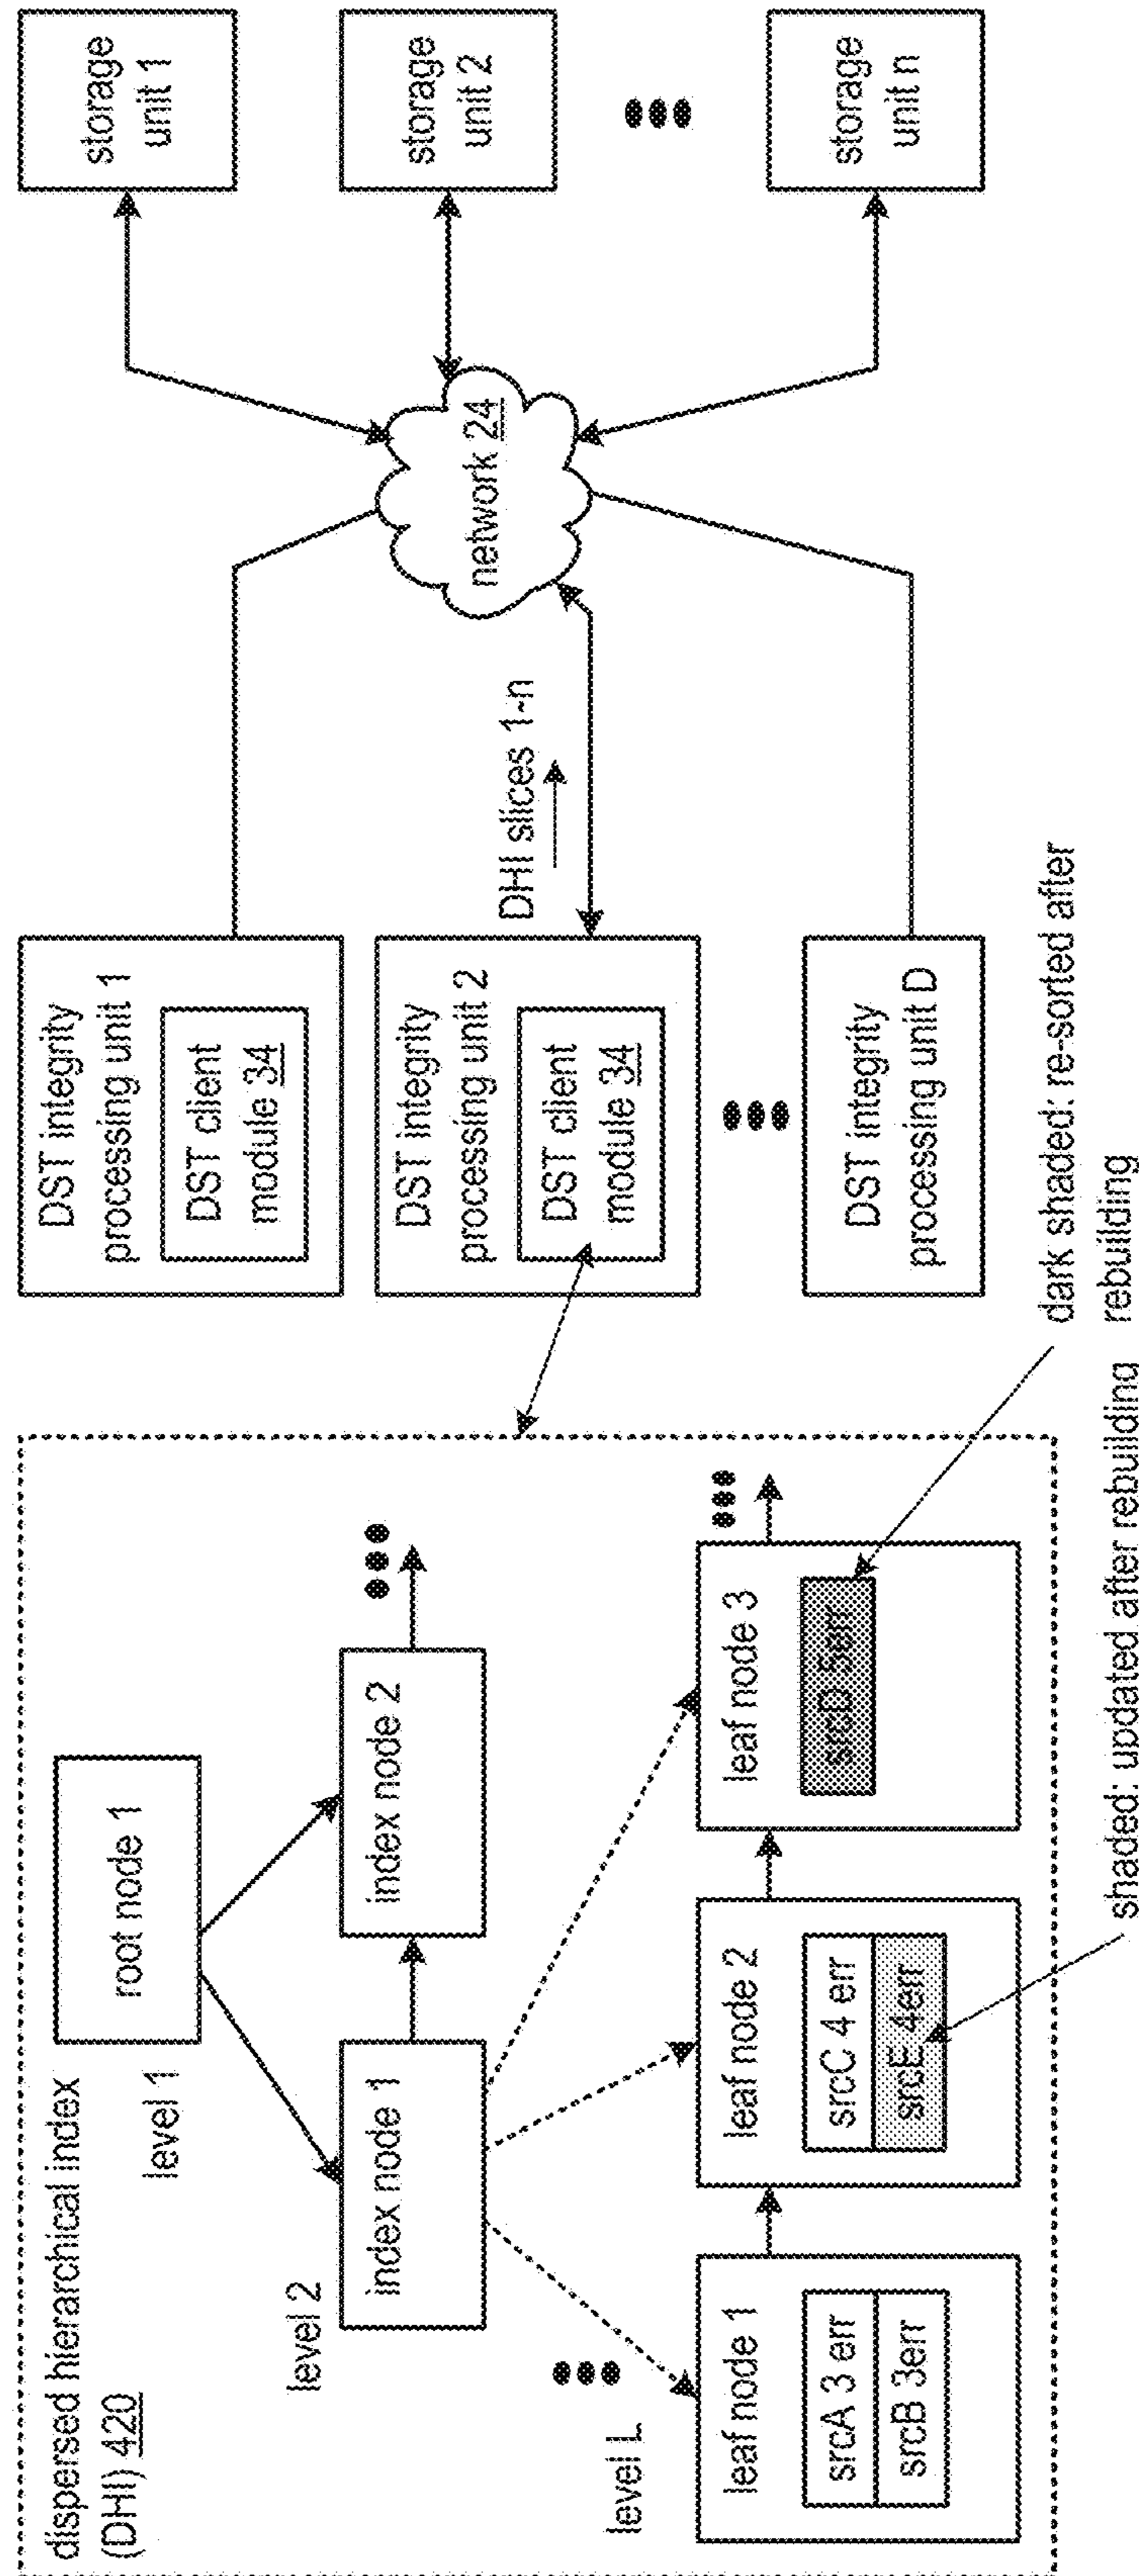 dispersed hierarchical index
(DHI) 420
level 1
root node 1
level 2
index node 1
index node 2
level L
leaf node 1
srcA 3 err
srcB 3err
leaf node 2
srcC 4 err
srcE 4err
leaf node 3
srcD 5err
shaded: updated after rebuilding
dark shaded: re-sorted after
rebuilding
DST integrity
processing unit 1
DST client
module 34
DST integrity
processing unit 2
DST client
module 34
DST integrity
processing unit D
DHI slices 1-n
network 24
storage
unit 1
storage
unit 2
storage
unit n